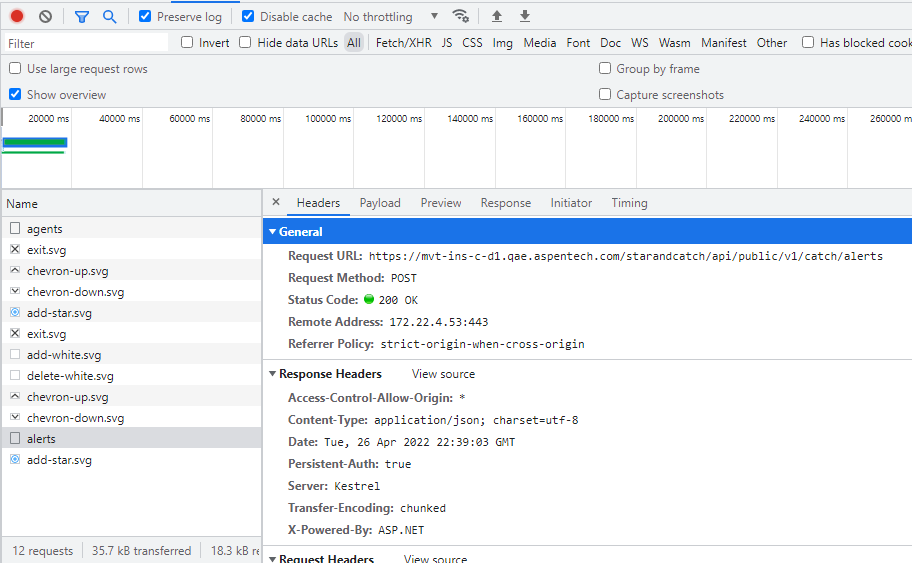 Preserve log Disable cache No throttling
Filter Invert Hide data URLs All Fetch/XHR JS CSS Img Media Font Doc WS Wasm Manifest Other Has blocked cook
Use large request rows Group by frame
Show overview Capture screenshots
20000 ms 40000 ms 60000 ms 80000 ms 100000 ms 120000 ms 140000 ms 160000 ms 180000 ms 200000 ms 220000 ms 240000 ms 260000 m
Name
agents
exit.svg
chevron-up.svg
chevron-down.svg
add-star.svg
exit.svg
add-white.svg
delete-white.svg
chevron-up.svg
chevron-down.svg
alerts
add-star.svg
12 requests 35.7 kB transferred 18.3 kB re
Headers Payload Preview Response Initiator Timing
General
Request URL: https://mvt-ins-c-d1.qae.aspentech.com/starandcatch/api/public/v1/catch/alerts
Request Method: POST
Status Code: 200 OK
Remote Address: 172.22.4.53:443
Referrer Policy: strict-origin-when-cross-origin
Response Headers View source
Access-Control-Allow-Origin: *
Content-Type: application/json; charset=utf-8
Date: Tue, 26 Apr 2022 22:39:03 GMT
Persistent-Auth: true
Server: Kestrel
Transfer-Encoding: chunked
X-Powered-By: ASP.NET
Request Headers View source